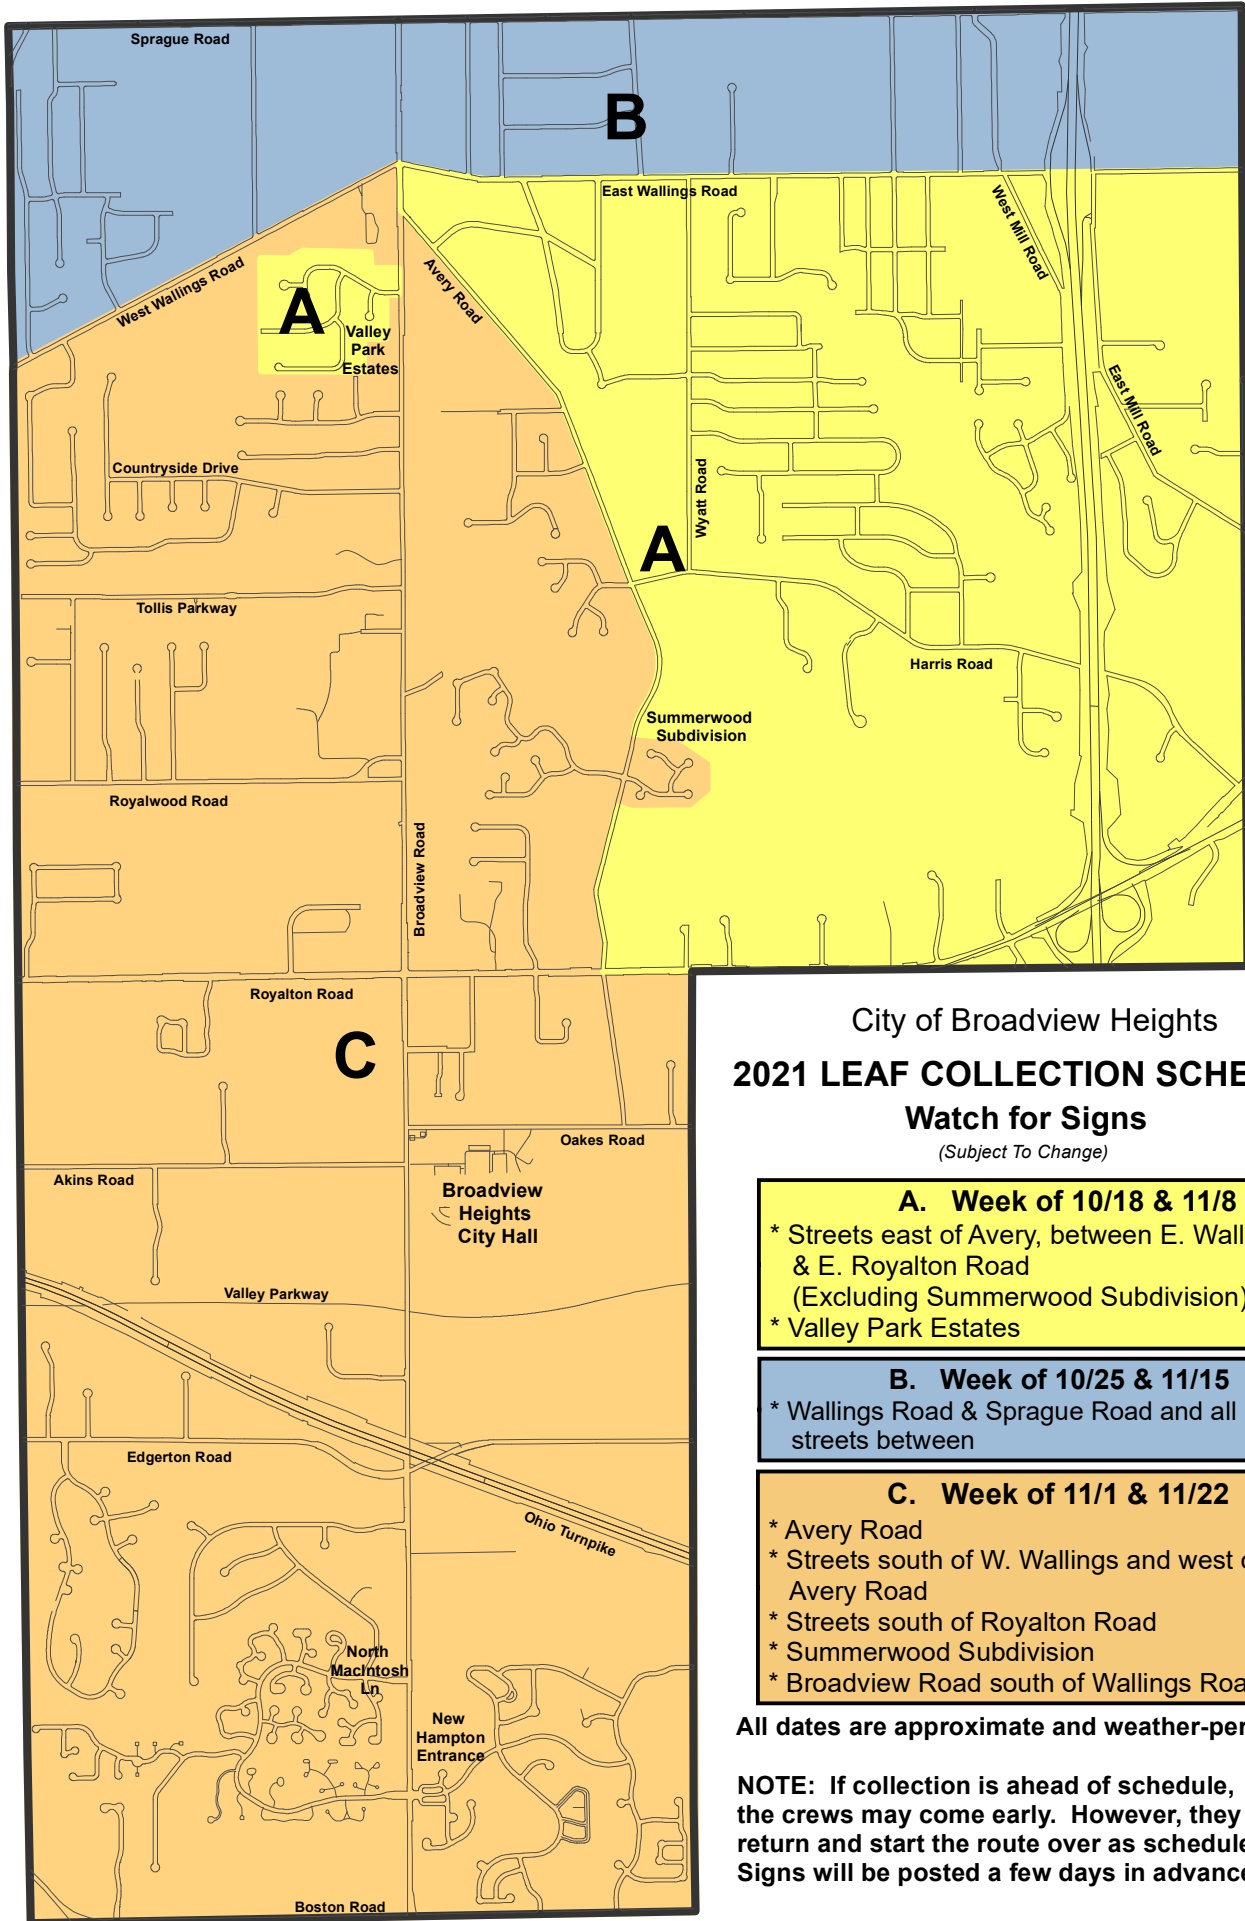 Sprague Road
B
East Wallings Road
West Mill Road
West Wallings Road
Avery Road
A
Valley
Park
Estates
East Mill Road
Countryside Drive
Wyatt Road
A
Tollis Parkway
Harris Road
Summerwood
Subdivision
Royalwood Road
Broadview Road
Royalton Road
C
Oakes Road
Akins Road
Broadview
Heights
City Hall
Valley Parkway
Edgerton Road
Ohio Turnpike
North
MacIntosh
Ln
New
Hampton
Entrance
Boston Road
City of Broadview Heights
2021 LEAF COLLECTION SCHE
Watch for Signs
(Subject To Change)
A. Week of 10/18 & 11/8
* Streets east of Avery, between E. Wall
& E. Royalton Road
(Excluding Summerwood Subdivision)
* Valley Park Estates
B. Week of 10/25 & 11/15
* Wallings Road & Sprague Road and all
streets between
C. Week of 11/1 & 11/22
* Avery Road
* Streets south of W. Wallings and west
Avery Road
* Streets south of Royalton Road
* Summerwood Subdivision
* Broadview Road south of Wallings Roa
All dates are approximate and weather-per
NOTE: If collection is ahead of schedule,
the crews may come early. However, they
return and start the route over as schedule
Signs will be posted a few days in advance